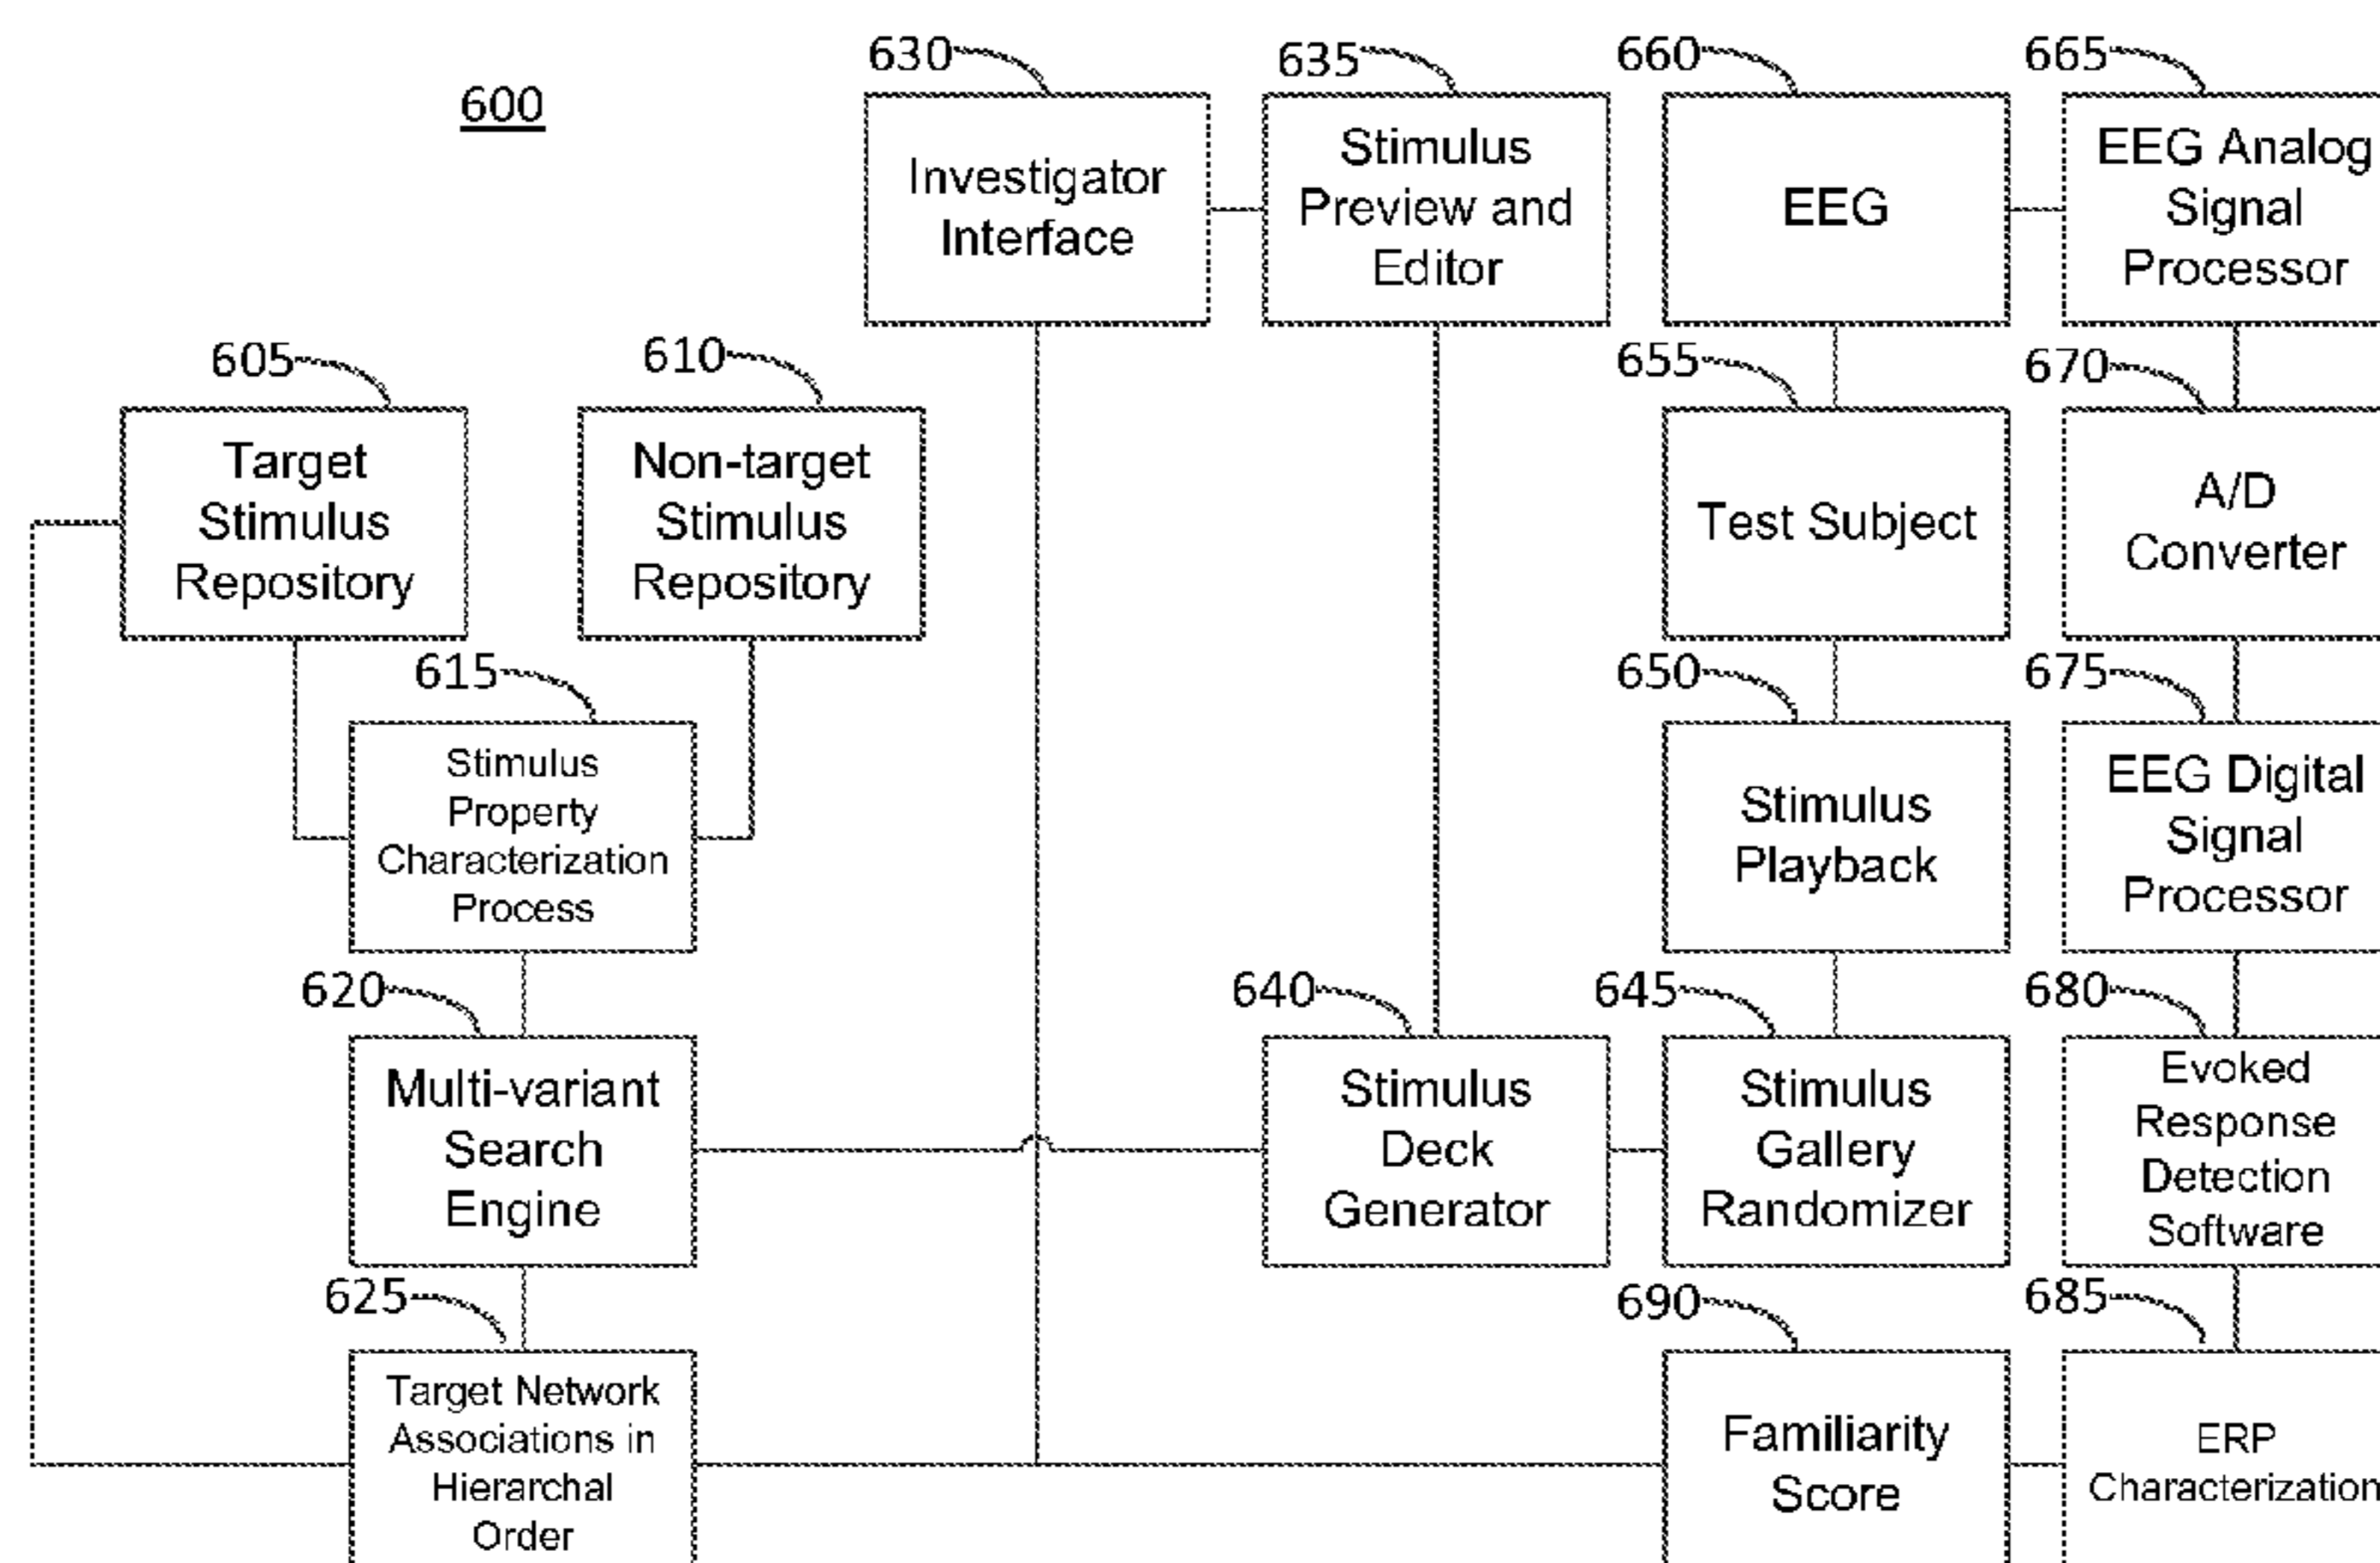 600
630
635
660
665
Investigator
Interface
Stimulus
Preview and
Editor
EEG
EEG Analog
Signal
Processor
605
610
655
670
Target
Stimulus
Repository
Non-target
Stimulus
Repository
Test Subject
A/D
Converter
615
650
675
Stimulus
Property
Characterization
Process
Stimulus
Playback
EEG Digital
Signal
Processor
620
640
645
680
Multi-variant
Search
Engine
Stimulus
Deck
Generator
Stimulus
Gallery
Randomizer
Evoked
Response
Detection
Software
625
690
685
Target Network
Associations in
Hierarchal
Order
Familiarity
Score
ERP
Characterization